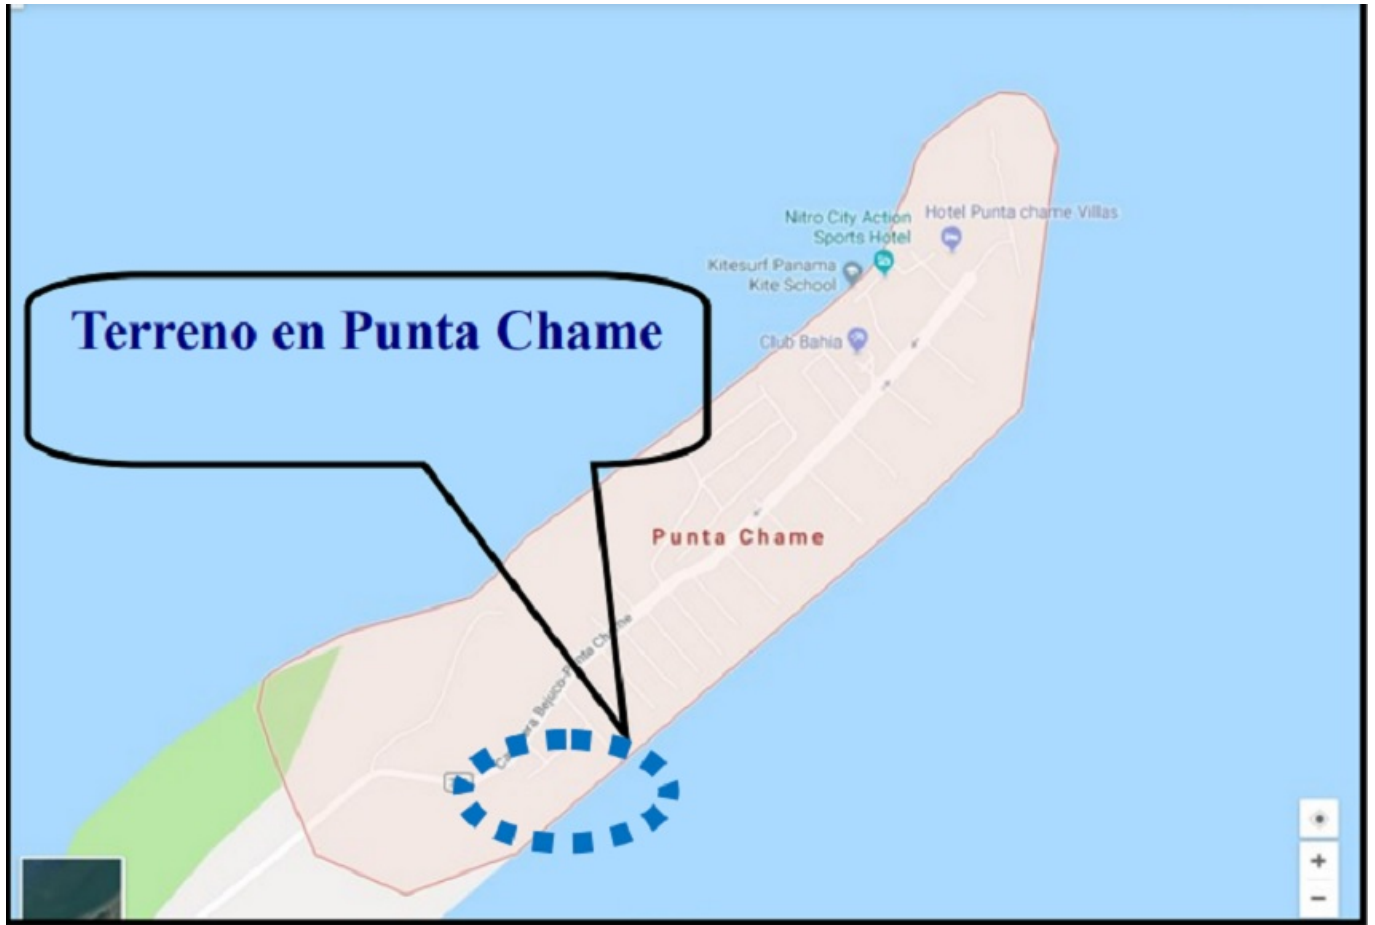 Nitro City Action
Sports Hotel
Hotel Punta chame Villas
Kitesurf Panama
Kite School
Terreno en Punta Chame
Club Bahia
Punta Chame
Bejuco-Punta Chame
+
−